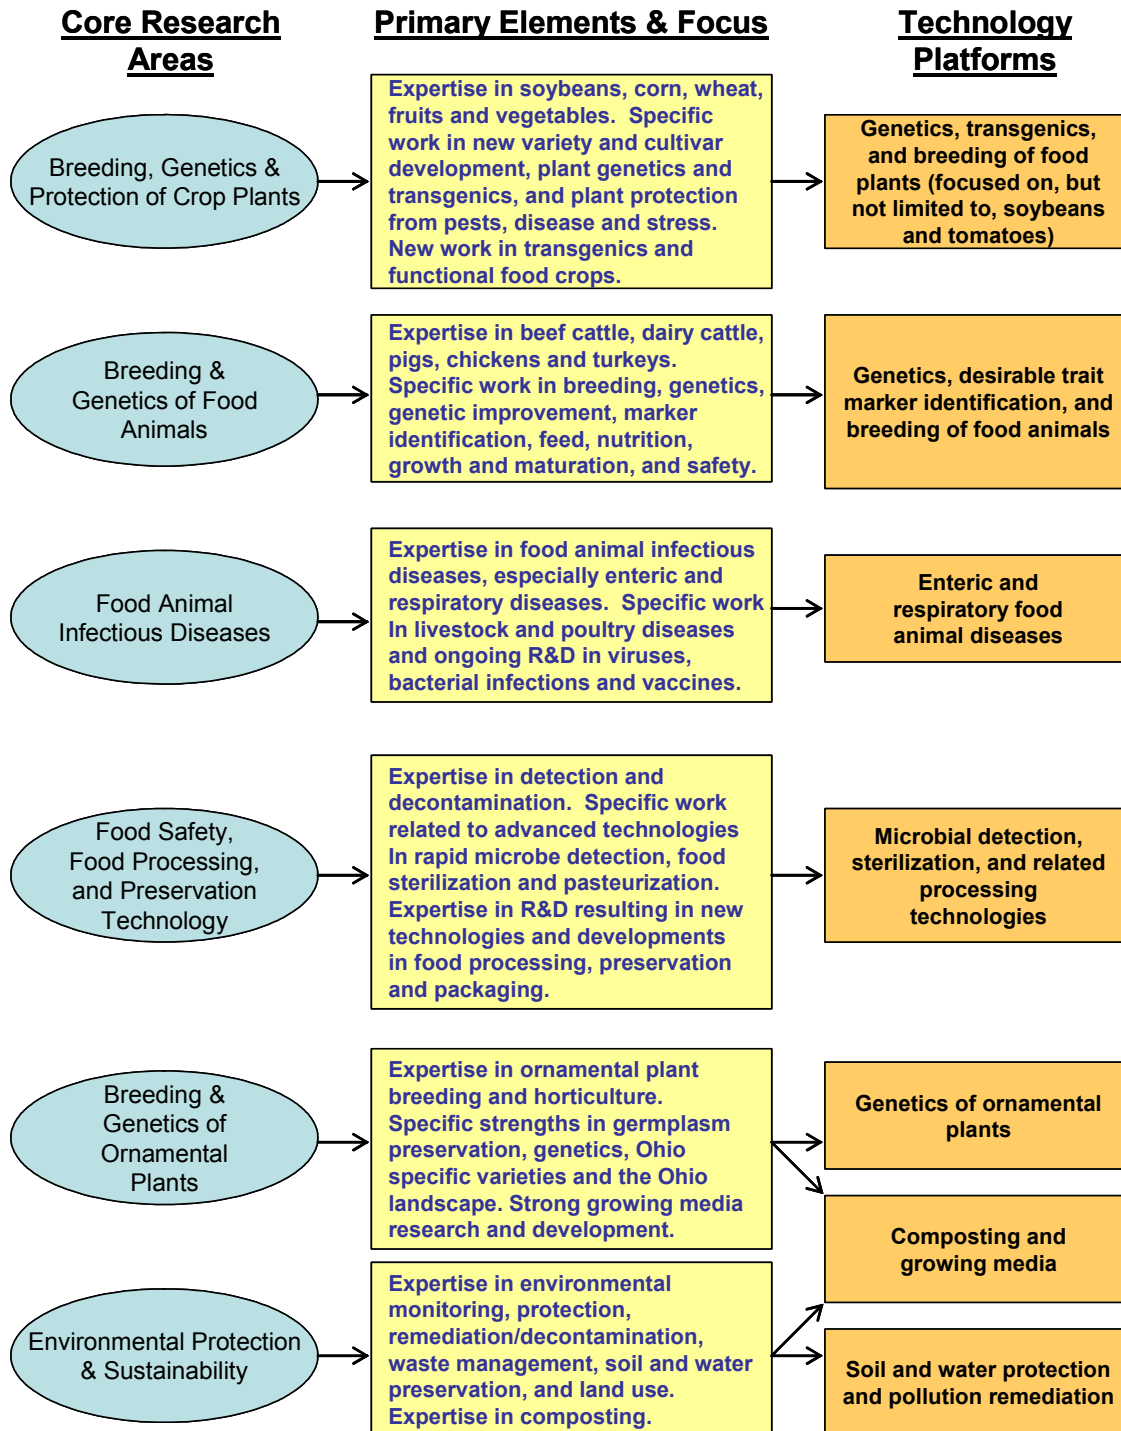 Core Research
Areas
Primary Elements & Focus
Technology
Platforms
Breeding, Genetics &
Protection of Crop Plants
Expertise in soybeans, corn, wheat,
fruits and vegetables.  Specific
work in new variety and cultivar
development, plant genetics and
transgenics, and plant protection
from pests, disease and stress.
New work in transgenics and
functional food crops.
Genetics, transgenics,
and breeding of food
plants (focused on, but
not limited to, soybeans
and tomatoes)
Breeding &
Genetics of Food
Animals
Expertise in beef cattle, dairy cattle,
pigs, chickens and turkeys.
Specific work in breeding, genetics,
genetic improvement, marker
identification, feed, nutrition,
growth and maturation, and safety.
Genetics, desirable trait
marker identification, and
breeding of food animals
Food Animal
Infectious Diseases
Expertise in food animal infectious
diseases, especially enteric and
respiratory diseases.  Specific work
In livestock and poultry diseases
and ongoing R&D in viruses,
bacterial infections and vaccines.
Enteric and
respiratory food
animal diseases
Food Safety,
Food Processing,
and Preservation
Technology
Expertise in detection and
decontamination.  Specific work
related to advanced technologies
In rapid microbe detection, food
sterilization and pasteurization.
Expertise in R&D resulting in new
technologies and developments
in food processing, preservation
and packaging.
Microbial detection,
sterilization, and related
processing
technologies
Breeding &
Genetics of
Ornamental
Plants
Expertise in ornamental plant
breeding and horticulture.
Specific strengths in germplasm
preservation, genetics, Ohio
specific varieties and the Ohio
landscape. Strong growing media
research and development.
Genetics of ornamental
plants
Composting and
growing media
Environmental Protection
& Sustainability
Expertise in environmental
monitoring, protection,
remediation/decontamination,
waste management, soil and water
preservation, and land use.
Expertise in composting.
Soil and water protection
and pollution remediation